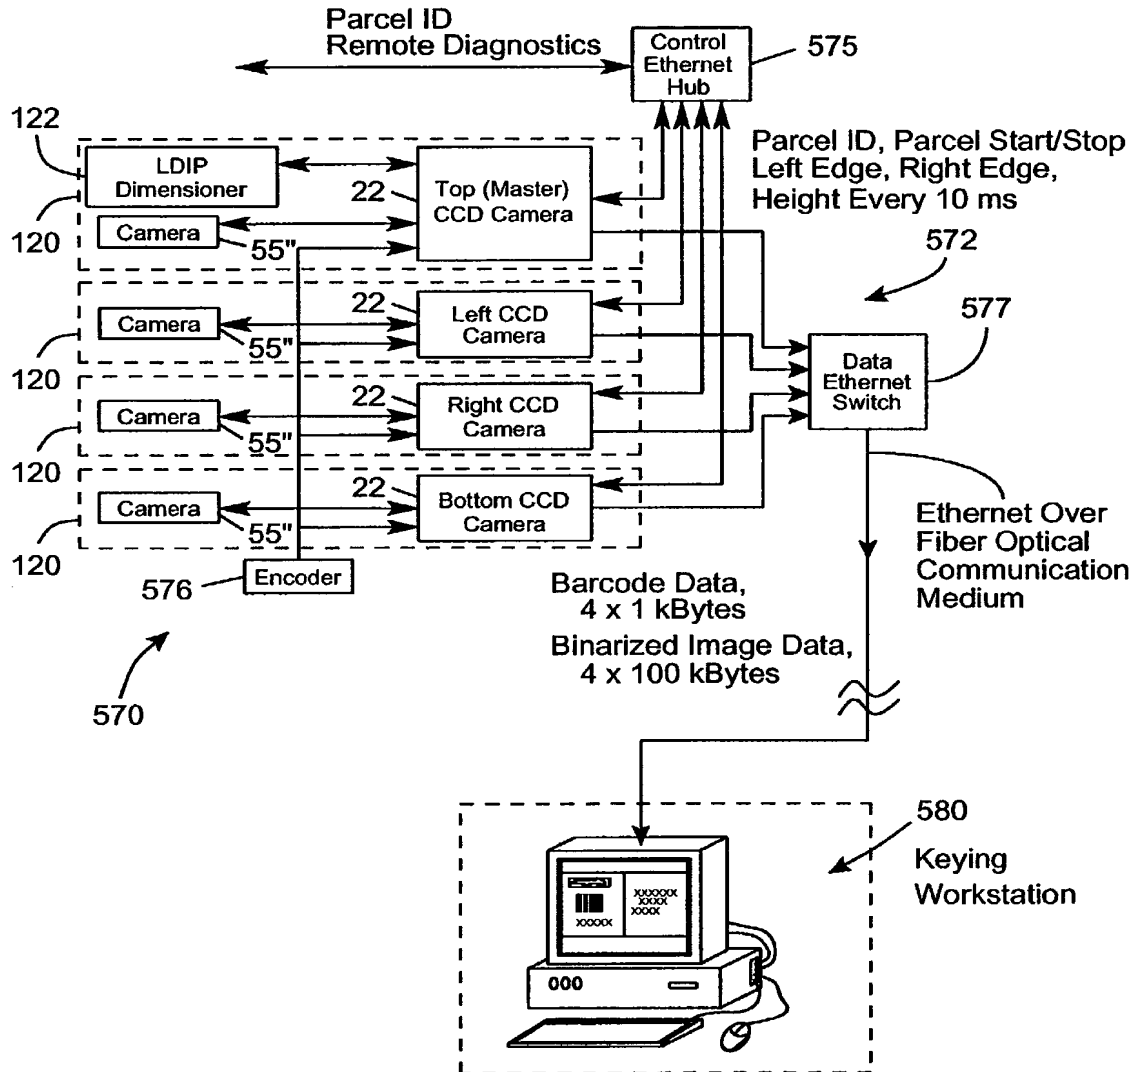 Parcel ID
Remote Diagnostics
Control
Ethernet
Hub
575
122
LDIP
Dimensioner
22
Top (Master)
CCD Camera
Parcel ID, Parcel Start/Stop
Left Edge, Right Edge,
Height Every 10 ms
120
Camera
55"
572
22
Camera
55"
Left CCD
Camera
577
120
Data
Ethernet
Switch
22
Camera
55"
Right CCD
Camera
120
22
Camera
55"
Bottom CCD
Camera
120
576
Encoder
Ethernet Over
Fiber Optical
Communication
Medium
Barcode Data,
4 x 1 kBytes
Binarized Image Data,
4 x 100 kBytes
570
580
Keying
Workstation
xxxxx
xxxxxx
xxxx
xxxx
000